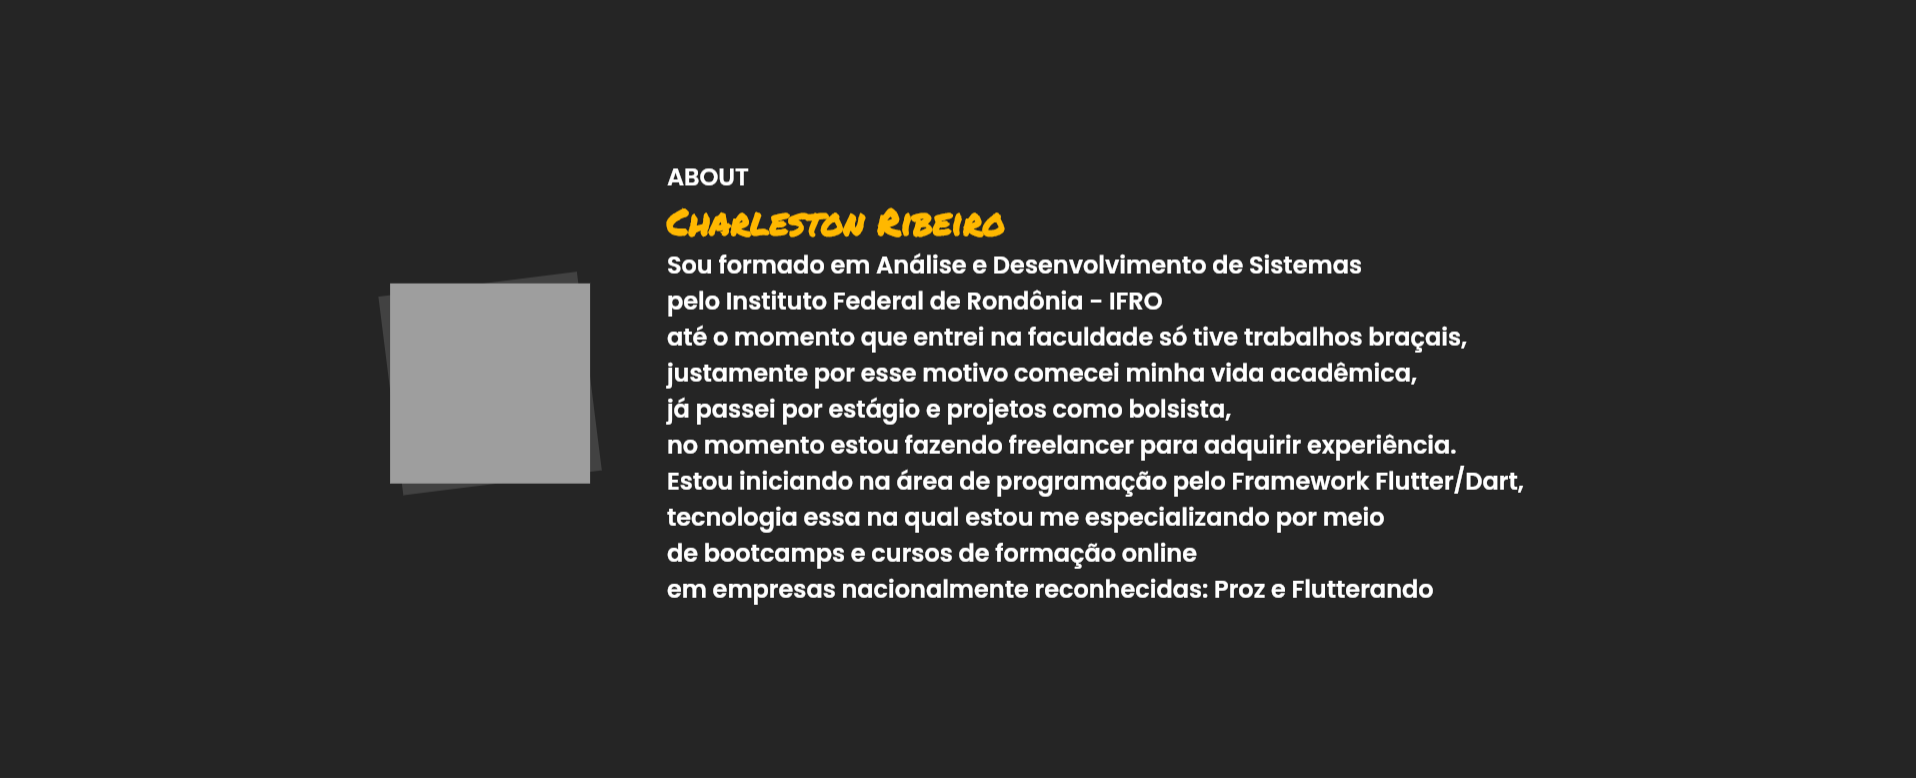 ABOUT
Charleston Ribeiro
Sou formado em Análise e Desenvolvimento de Sistemas
pelo Instituto Federal de Rondônia - IFRO
até o momento que entrei na faculdade só tive trabalhos braçais,
justamente por esse motivo comecei minha vida acadêmica,
já passei por estágio e projetos como bolsista,
no momento estou fazendo freelancer para adquirir experiência.
Estou iniciando na área de programação pelo Framework Flutter/Dart,
tecnologia essa na qual estou me especializando por meio
de bootcamps e cursos de formação online
em empresas nacionalmente reconhecidas: Proz e Flutterando